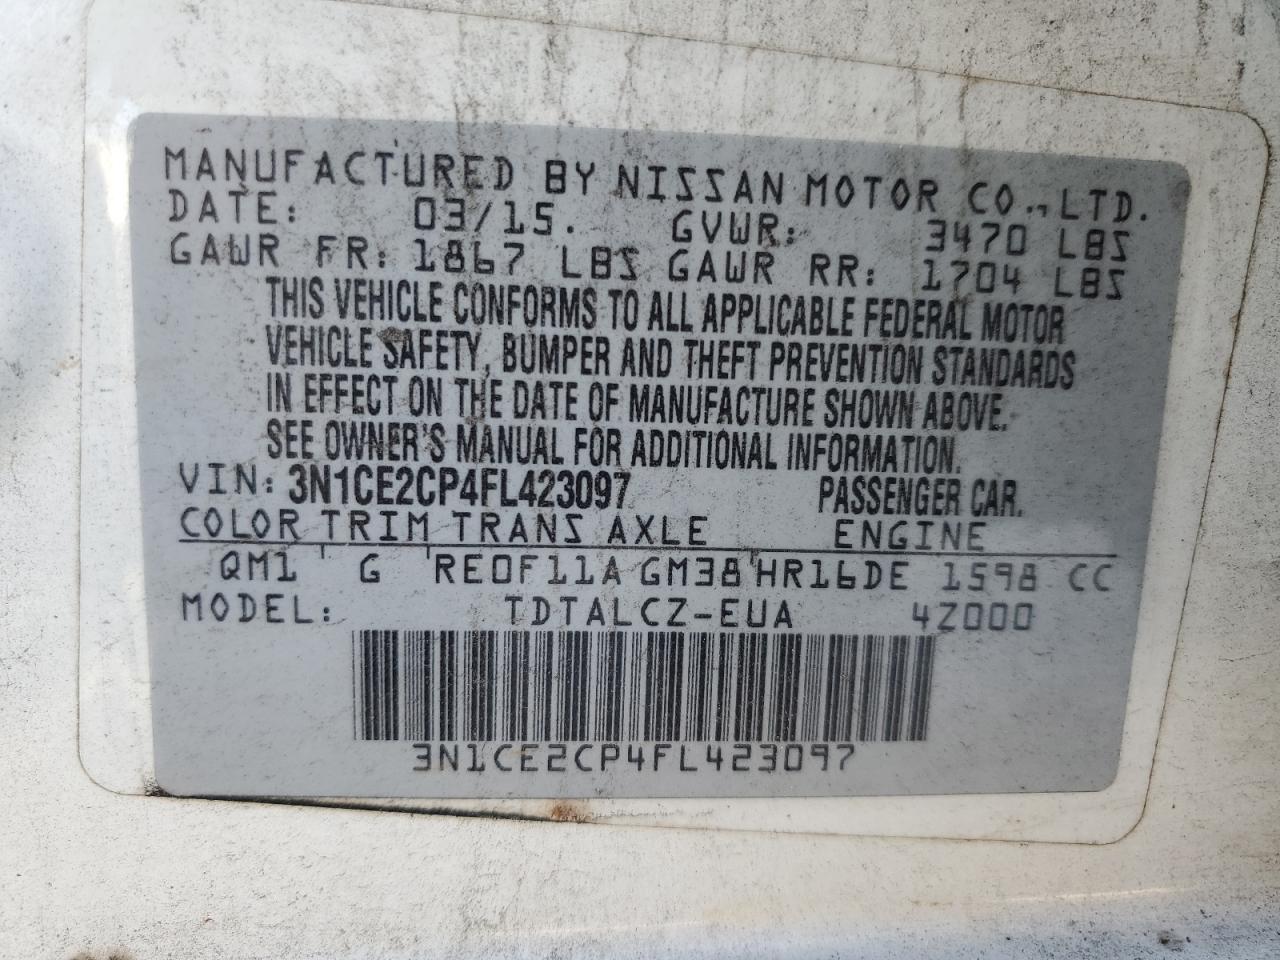 MANUFACTURED BY NISSAN MOTOR CO., LTD.
DATE: 03/15. GVWR: 3470 LBS
GAWR FR: 1867 LBS GAWR RR: 1704 LBS
THIS VEHICLE CONFORMS TO ALL APPLICABLE FEDERAL MOTOR
VEHICLE SAFETY, BUMPER AND THEFT PREVENTION STANDARDS
IN EFFECT ON THE DATE OF MANUFACTURE SHOWN ABOVE.
SEE OWNER'S MANUAL FOR ADDITIONAL INFORMATION.
VIN: 3N1CE2CP4FL423097 PASSENGER CAR.
COLOR TRIM TRANS AXLE ENGINE
QM1 G RE0F11A GM38 HR16DE 1598 CC
MODEL: TDTALCZ-EUA 4Z000
3N1CE2CP4FL423097